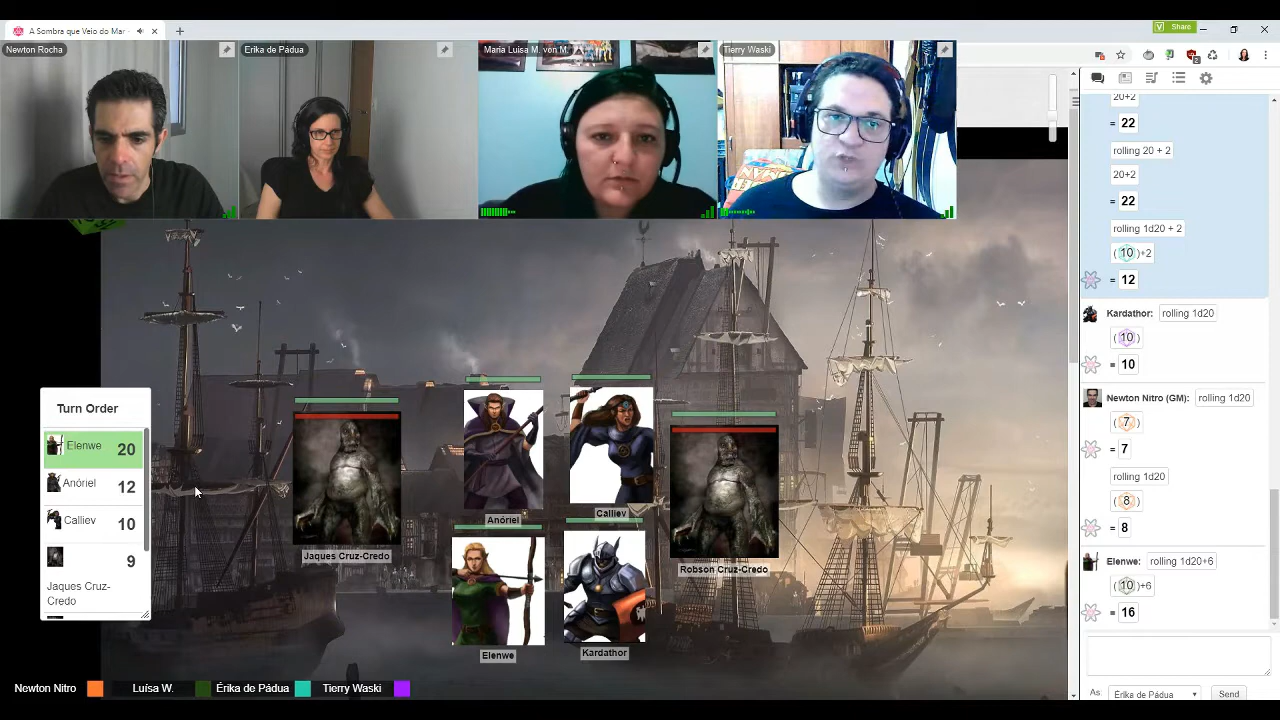 A Sombra que Veio do Mar
Share
Newton Rocha
Erika de Pádua
Maria Luisa M. von M.
Tierry Waski
20+2
= 22
rolling 20 + 2
20+2
= 22
rolling 1d20 + 2
(10)+2
= 12
Kardathor: rolling 1d20
(10)
= 10
Newton Nitro (GM): rolling 1d20
(7)
= 7
rolling 1d20
(8)
= 8
Elenwe: rolling 1d20+6
(10)+6
= 16
As: Érika de Pádua
Send
Turn Order
Elenwe 20
Anóriel 12
Calliev 10
9
Jaques Cruz-
Credo
Jaques Cruz-Credo
Anóriel
Calliev
Robson Cruz-Credo
Elenwe
Kardathor
Newton Nitro
Luísa W.
Érika de Pádua
Tierry Waski